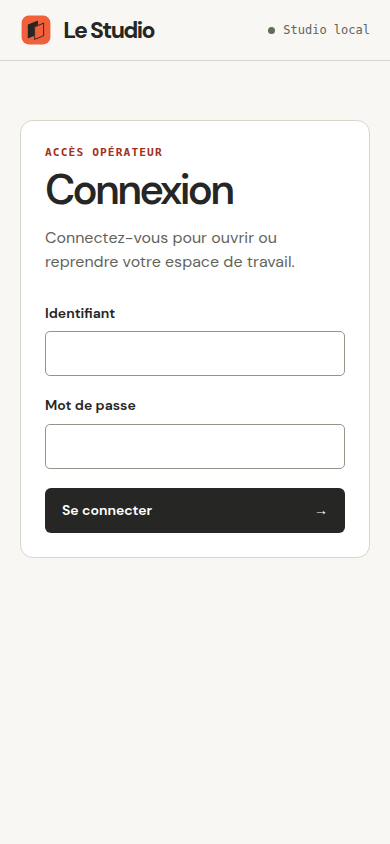 Le Studio
Studio local
ACCÈS OPÉRATEUR
Connexion
Connectez-vous pour ouvrir ou
reprendre votre espace de travail.
Identifiant
Mot de passe
Se connecter →